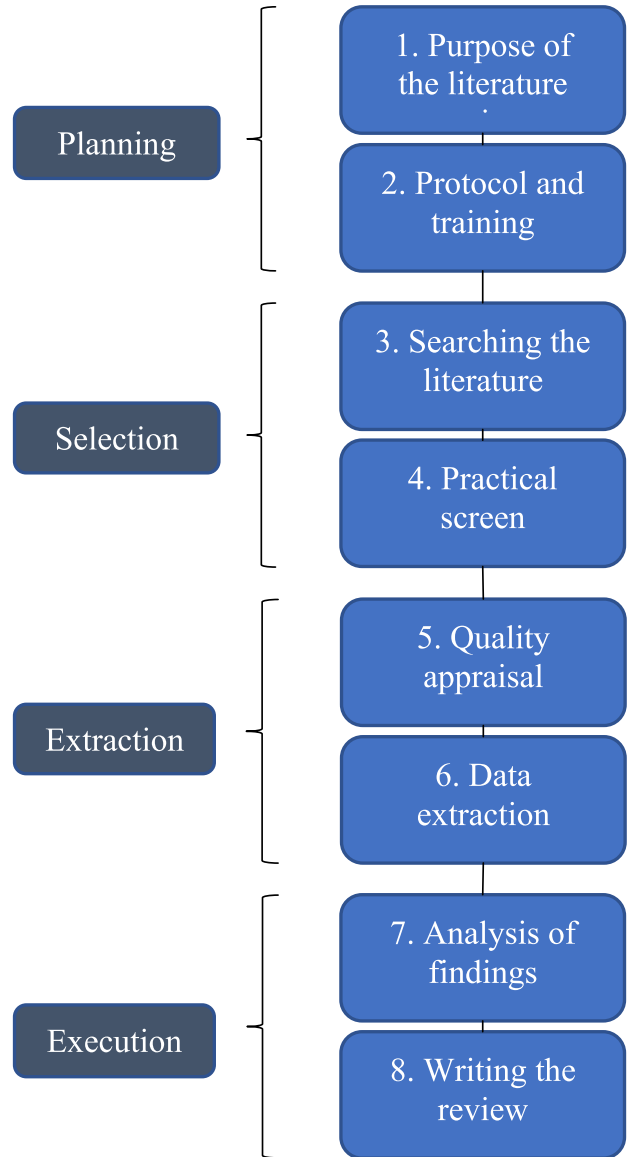 Planning
1. Purpose of
the literature
2. Protocol and
training
Selection
3. Searching the
literature
4. Practical
screen
Extraction
5. Quality
appraisal
6. Data
extraction
Execution
7. Analysis of
findings
8. Writing the
review